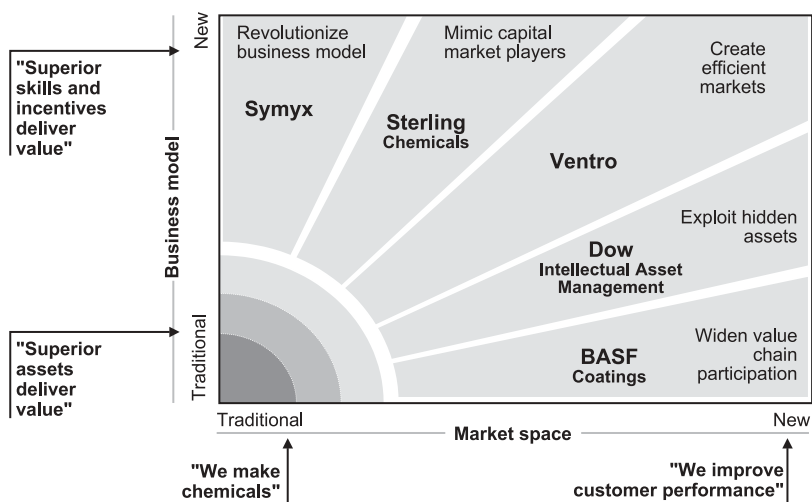 New
Revolutionize
business model
Mimic capital
market players
Create
efficient
markets
"Superior
skills and
incentives
deliver
value"
Symyx
Sterling
Chemicals
Ventro
Business model
Exploit hidden
assets
Dow
Intellectual Asset
Management
Traditional
"Superior
assets
deliver
value"
BASF
Coatings
Widen value
chain
participation
Traditional
Market space
New
"We make
chemicals"
"We improve
customer performance"